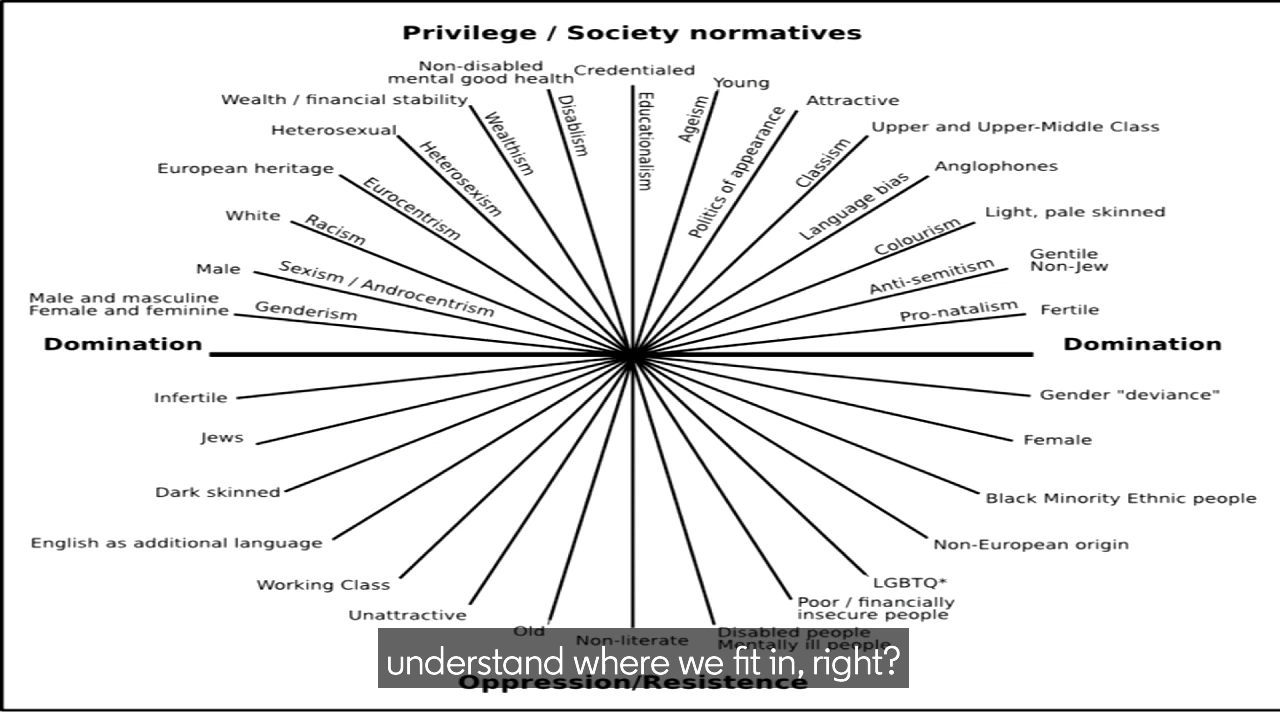 Privilege / Society normatives
Non-disabled
mental good health
Credentialed
Young
Wealth / financial stability
Attractive
Heterosexual
Upper and Upper-Middle Class
European heritage
Anglophones
White
Light, pale skinned
Male
Gentile
Non-Jew
Male and masculine
Female and feminine
Fertile
Genderism
Sexism / Androcentrism
Racism
Eurocentrism
Heterosexism
Wealthism
Disablism
Educationalism
Ageism
Politics of appearance
Classism
Language bias
Colourism
Anti-semitism
Pro-natalism
Domination
Domination
Infertile
Gender "deviance"
Jews
Female
Dark skinned
Black Minority Ethnic people
English as additional language
Non-European origin
Working Class
LGBTQ*
Unattractive
Poor / financially
insecure people
Old
Non-literate
Disabled people
Mentally ill people
understand where we fit in, right?
Oppression/Resistence